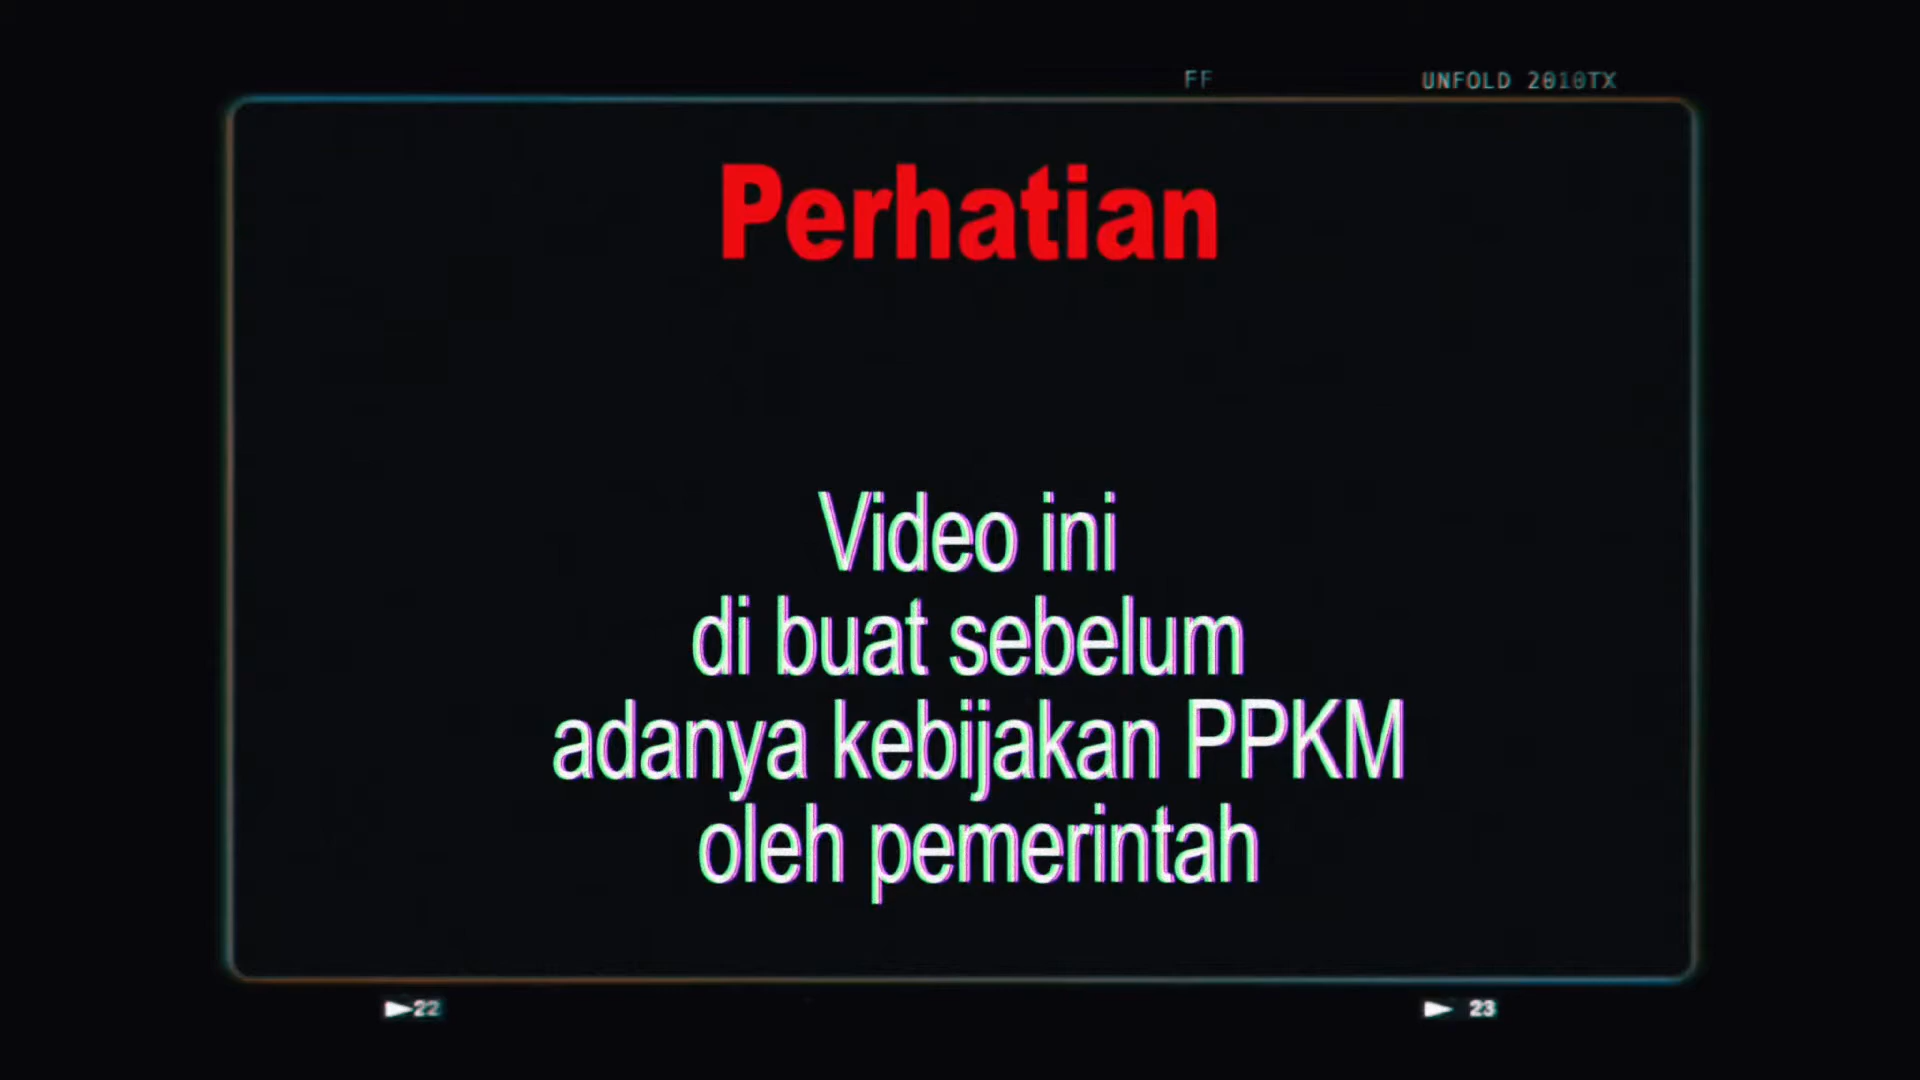 FF UNFOLD 2010TX
Perhatian
Video ini
di buat sebelum
adanya kebijakan PPKM
oleh pemerintah
▶22 ▶ 23